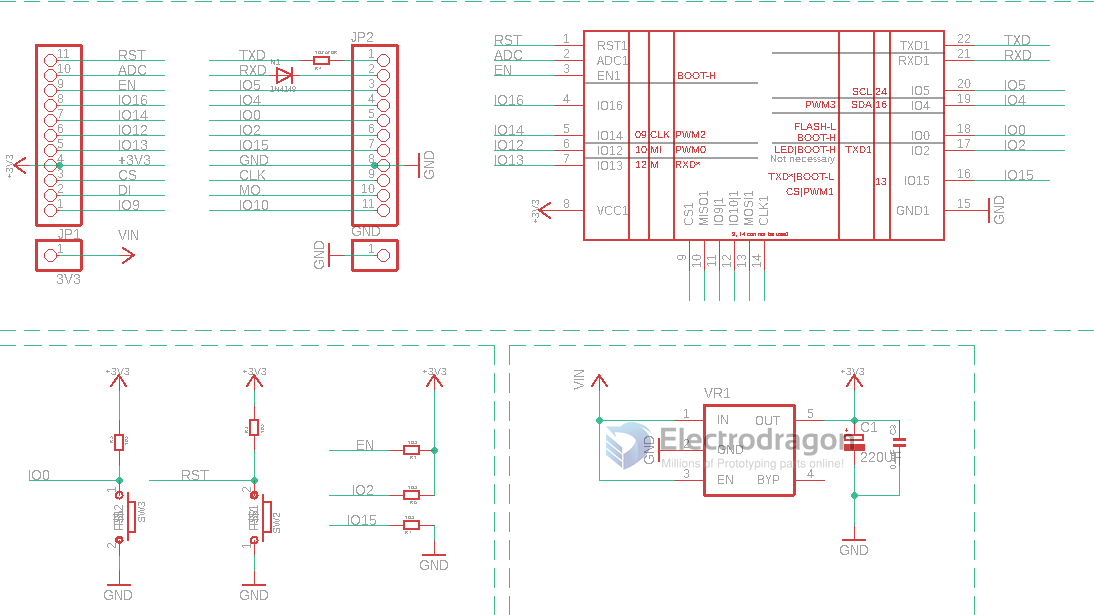 JP2
11 RST
10 ADC
9 EN
8 IO16
7 IO14
6 IO12
5 IO13
4 +3V3
3 CS
2 DI
1 IO9
+3V3
JP1
1
VIN
3V3
TXD 1
RXD 2
IO5 3
IO4 4
IO0 5
IO2 6
IO15 7
GND 8
CLK 9
MO 10
IO10 11
1N4148
GND
GND
GND
1
RST 1 RST1
ADC 2 ADC1
EN 3 EN1
IO16 4 IO16
IO14 5 IO14
IO12 6 IO12
IO13 7 IO13
+3V3 8 VCC1
BOOT-H
09 CLK PWM2
10 MI PWM0
12 M RXD*
SCL 24
PWM3 SDA 16
FLASH-L
BOOT-H
LED|BOOT-H TXD1
Not necessary
TXD*|BOOT-L
13
CS|PWM1
TXD1 22 TXD
RXD1 21 RXD
IO5 20 IO5
IO4 19 IO4
IO0 18 IO0
IO2 17 IO2
IO15 16 IO15
GND1 15 GND
CS1
MISO1
IO9|1
IO10|1
MOSI1
CLK1
9, 14 can not be used
9
10
11
12
13
14
+3V3
IO0
1
SW3
2
GND
+3V3
RST
2
SW2
1
GND
+3V3
EN
IO2
IO15
GND
VIN
VR1
1 IN OUT 5
GND 2 GND
3 EN BYP 4
+3V3
C1
220UF
GND
Electrodragon
Millions of Prototyping parts online!